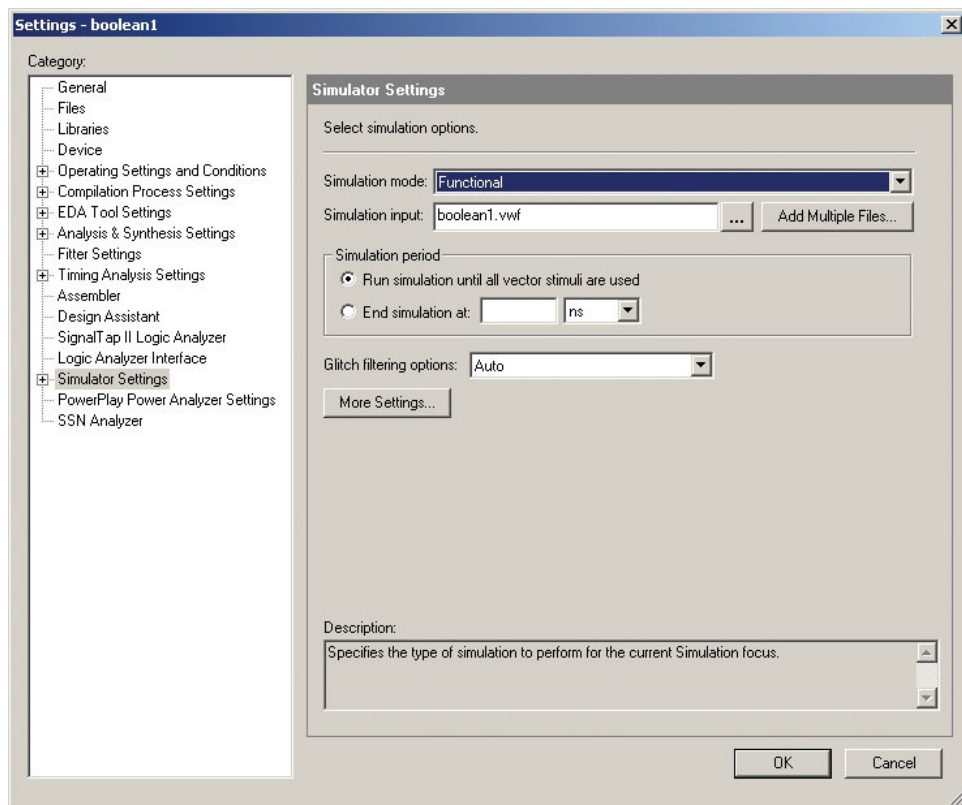 Settings - boolean1
Category:
General
Files
Libraries
Device
Operating Settings and Conditions
Compilation Process Settings
EDA Tool Settings
Analysis & Synthesis Settings
Fitter Settings
Timing Analysis Settings
Assembler
Design Assistant
SignalTap II Logic Analyzer
Logic Analyzer Interface
Simulator Settings
PowerPlay Power Analyzer Settings
SSN Analyzer
Simulator Settings
Select simulation options.
Simulation mode: Functional
Simulation input: boolean1.vwf ... Add Multiple Files...
Simulation period
Run simulation until all vector stimuli are used
End simulation at: ns
Glitch filtering options: Auto
More Settings...
Description:
Specifies the type of simulation to perform for the current Simulation focus.
OK Cancel